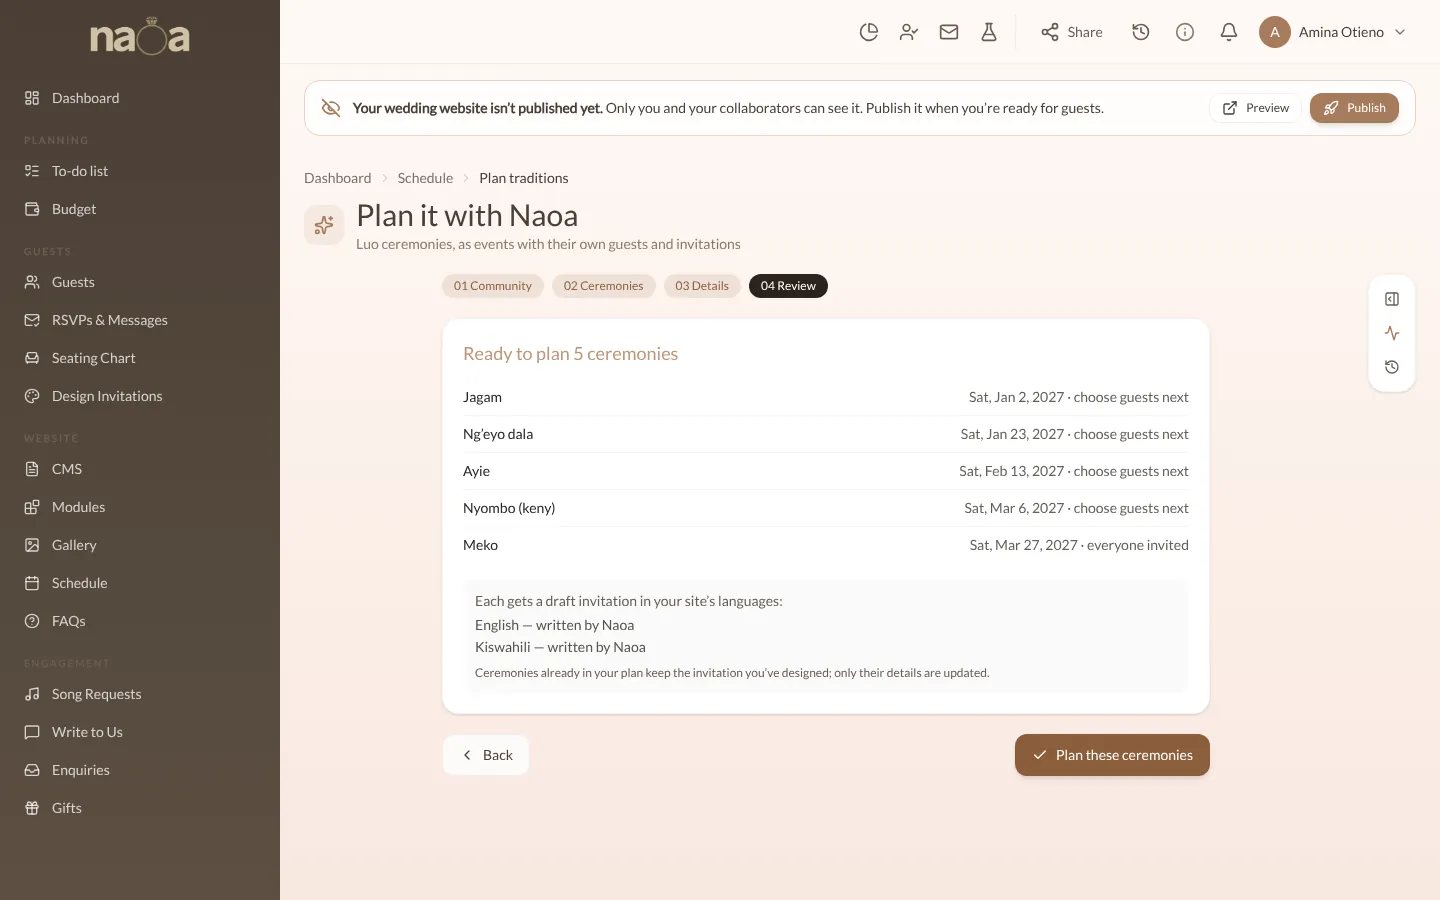 naoa
Dashboard
PLANNING
To-do list
Budget
GUESTS
Guests
RSVPs & Messages
Seating Chart
Design Invitations
WEBSITE
CMS
Modules
Gallery
Schedule
FAQs
ENGAGEMENT
Song Requests
Write to Us
Enquiries
Gifts
Share
A Amina Otieno
Your wedding website isn’t published yet. Only you and your collaborators can see it. Publish it when you’re ready for guests.
Preview
Publish
Dashboard > Schedule > Plan traditions
Plan it with Naoa
Luo ceremonies, as events with their own guests and invitations
01 Community 02 Ceremonies 03 Details 04 Review
Ready to plan 5 ceremonies
Jagam Sat, Jan 2, 2027 · choose guests next
Ng’eyo dala Sat, Jan 23, 2027 · choose guests next
Ayie Sat, Feb 13, 2027 · choose guests next
Nyombo (keny) Sat, Mar 6, 2027 · choose guests next
Meko Sat, Mar 27, 2027 · everyone invited
Each gets a draft invitation in your site’s languages:
English — written by Naoa
Kiswahili — written by Naoa
Ceremonies already in your plan keep the invitation you’ve designed; only their details are updated.
Back
Plan these ceremonies